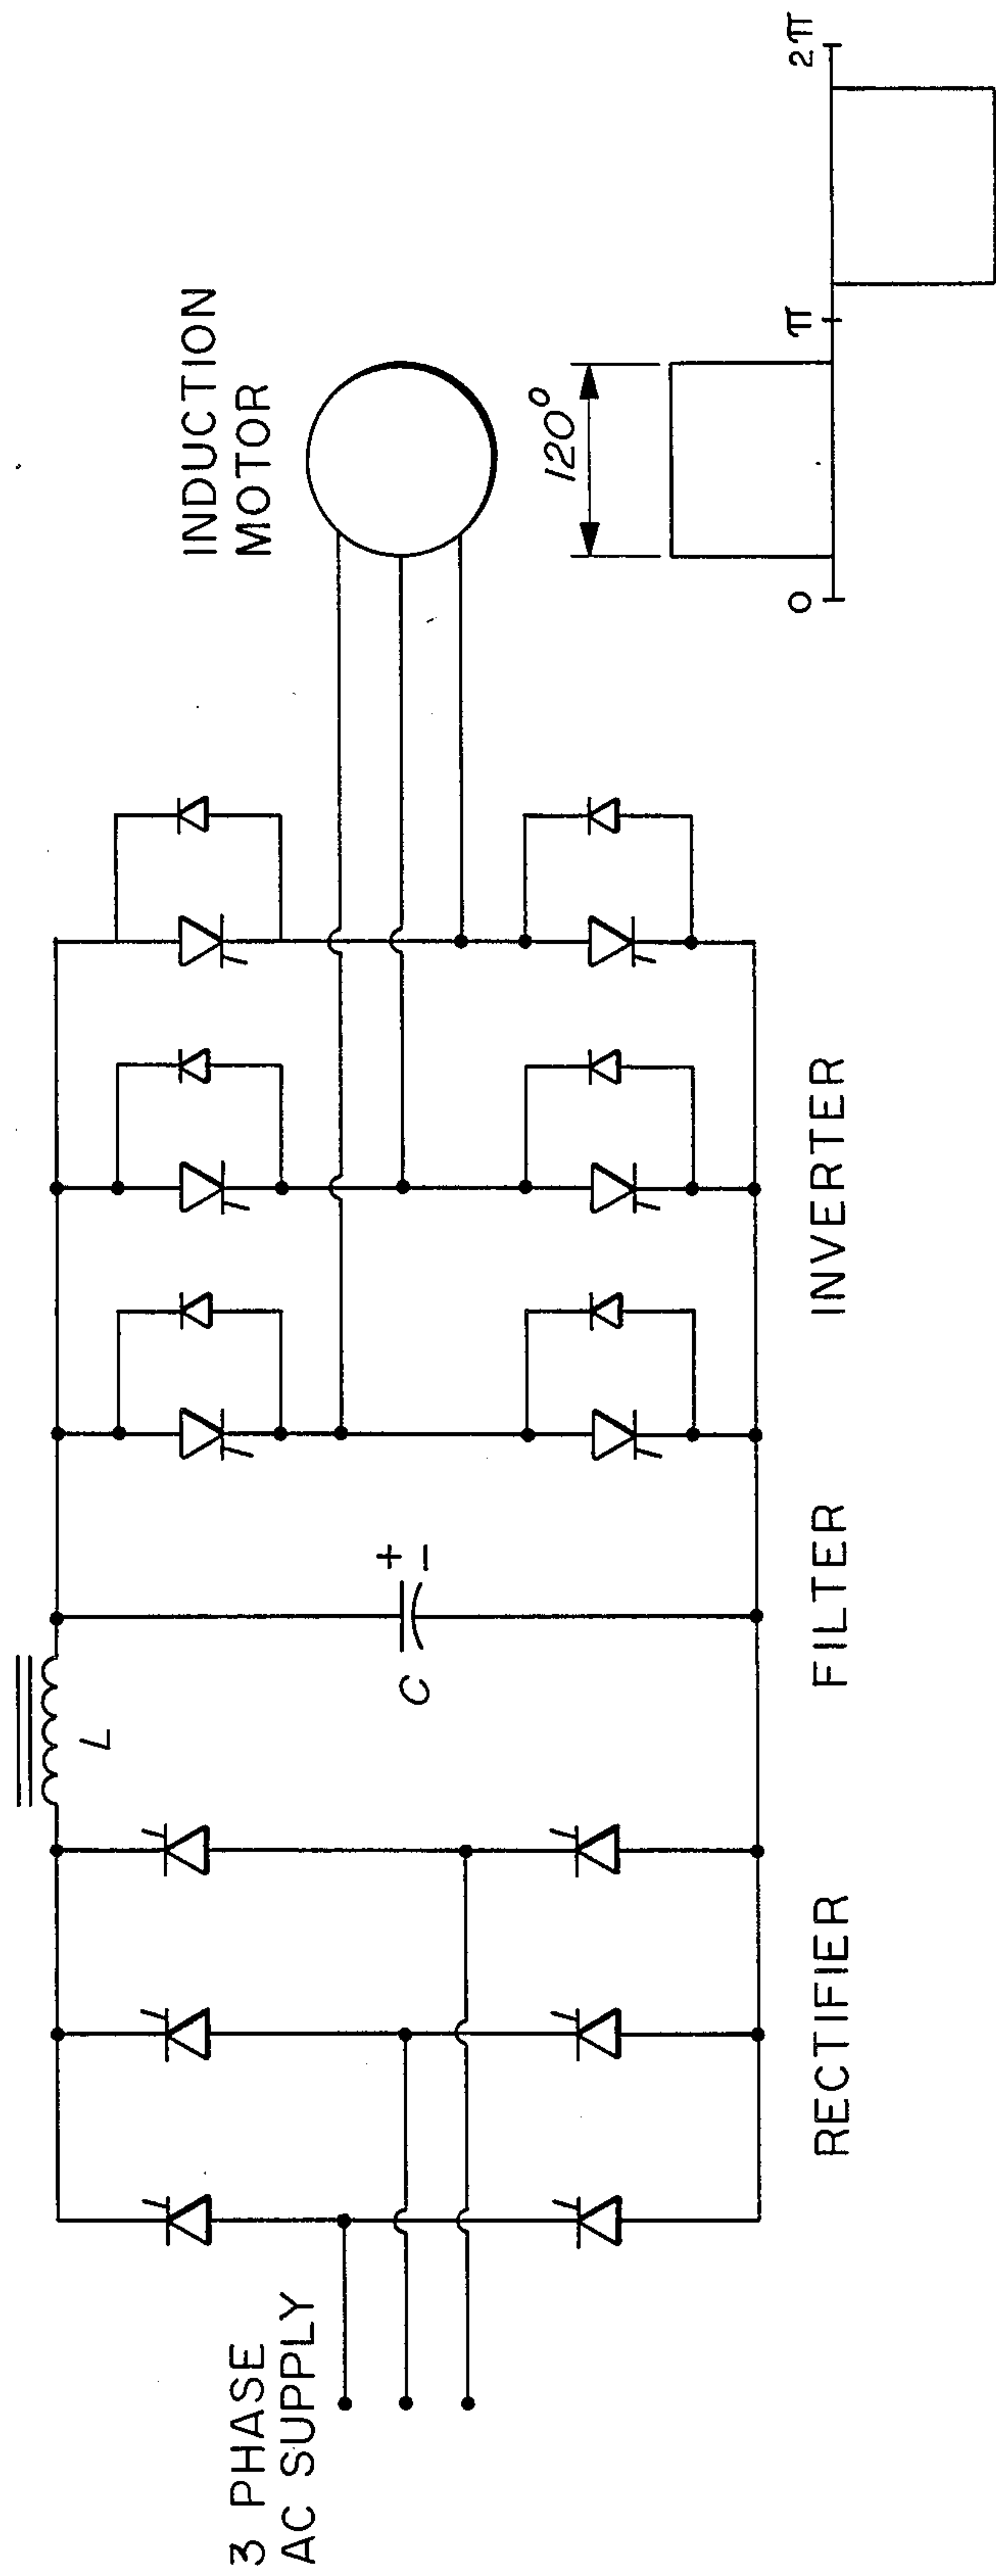 3 PHASE
AC SUPPLY
L
C
+
−
INDUCTION
MOTOR
RECTIFIER
FILTER
INVERTER
120°
0
π
2π